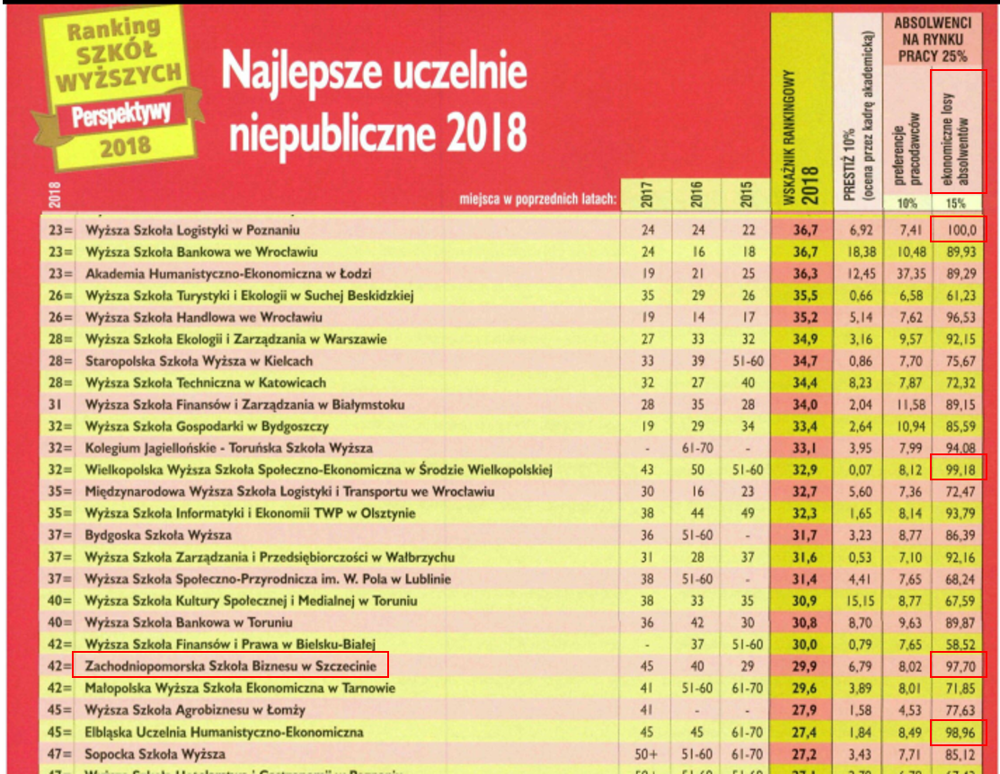 Ranking
SZKÓŁ
WYŻSZYCH
Perspektywy
2018
Najlepsze uczelnie
niepubliczne 2018
2018
miejsca w poprzednich latach:
2017
2016
2015
WSKAŹNIK RANKINGOWY
2018
PRESTIŻ 10%
(ocena przez kadrę akademicką)
ABSOLWENCI
NA RYNKU
PRACY 25%
preferencje
pracodawców
10%
ekonomiczne losy
absolwentów
15%
23= Wyższa Szkoła Logistyki w Poznaniu 24 24 22 36,7 6,92 7,41 100,0
23= Wyższa Szkoła Bankowa we Wrocławiu 24 16 18 36,7 18,38 10,48 89,93
23= Akademia Humanistyczno-Ekonomiczna w Łodzi 19 21 25 36,3 12,45 37,35 89,29
26= Wyższa Szkoła Turystyki i Ekologii w Suchej Beskidzkiej 35 29 26 35,5 0,66 6,58 61,23
26= Wyższa Szkoła Handlowa we Wrocławiu 19 14 17 35,2 5,14 7,62 96,53
28= Wyższa Szkoła Ekologii i Zarządzania w Warszawie 27 33 32 34,9 3,16 9,57 92,15
28= Staropolska Szkoła Wyższa w Kielcach 33 39 51-60 34,7 0,86 7,70 75,67
28= Wyższa Szkoła Techniczna w Katowicach 32 27 40 34,4 8,23 7,87 72,32
31 Wyższa Szkoła Finansów i Zarządzania w Białymstoku 28 35 28 34,0 2,04 11,58 89,15
32= Wyższa Szkoła Gospodarki w Bydgoszczy 19 29 34 33,4 2,64 10,94 85,59
32= Kolegium Jagiellońskie - Toruńska Szkoła Wyższa - 61-70 - 33,1 3,95 7,99 94,08
32= Wielkopolska Wyższa Szkoła Społeczno-Ekonomiczna w Środzie Wielkopolskiej 43 50 51-60 32,9 0,07 8,12 99,18
35= Międzynarodowa Wyższa Szkoła Logistyki i Transportu we Wrocławiu 30 16 23 32,7 5,60 7,36 72,47
35= Wyższa Szkoła Informatyki i Ekonomii TWP w Olsztynie 38 44 49 32,3 1,65 8,14 93,79
37= Bydgoska Szkoła Wyższa 36 51-60 - 31,7 3,23 8,77 86,39
37= Wyższa Szkoła Zarządzania i Przedsiębiorczości w Wałbrzychu 31 28 37 31,6 0,53 7,10 92,16
37= Wyższa Szkoła Społeczno-Przyrodnicza im. W. Pola w Lublinie 38 51-60 - 31,4 4,41 7,65 68,24
40= Wyższa Szkoła Kultury Społecznej i Medialnej w Toruniu 38 33 35 30,9 15,15 8,77 67,59
40= Wyższa Szkoła Bankowa w Toruniu 36 42 30 30,8 8,70 9,63 89,87
42= Wyższa Szkoła Finansów i Prawa w Bielsku-Białej - 37 51-60 30,0 0,79 7,65 58,52
42= Zachodniopomorska Szkoła Biznesu w Szczecinie 45 40 29 29,9 6,79 8,02 97,70
42= Małopolska Wyższa Szkoła Ekonomiczna w Tarnowie 41 51-60 61-70 29,6 3,89 8,01 71,85
45= Wyższa Szkoła Agrobiznesu w Łomży 41 - - 27,9 1,58 4,53 77,63
45= Elbląska Uczelnia Humanistyczno-Ekonomiczna 45 45 61-70 27,4 1,84 8,49 98,96
47= Sopocka Szkoła Wyższa 50+ 51-60 61-70 27,2 3,43 7,71 85,12